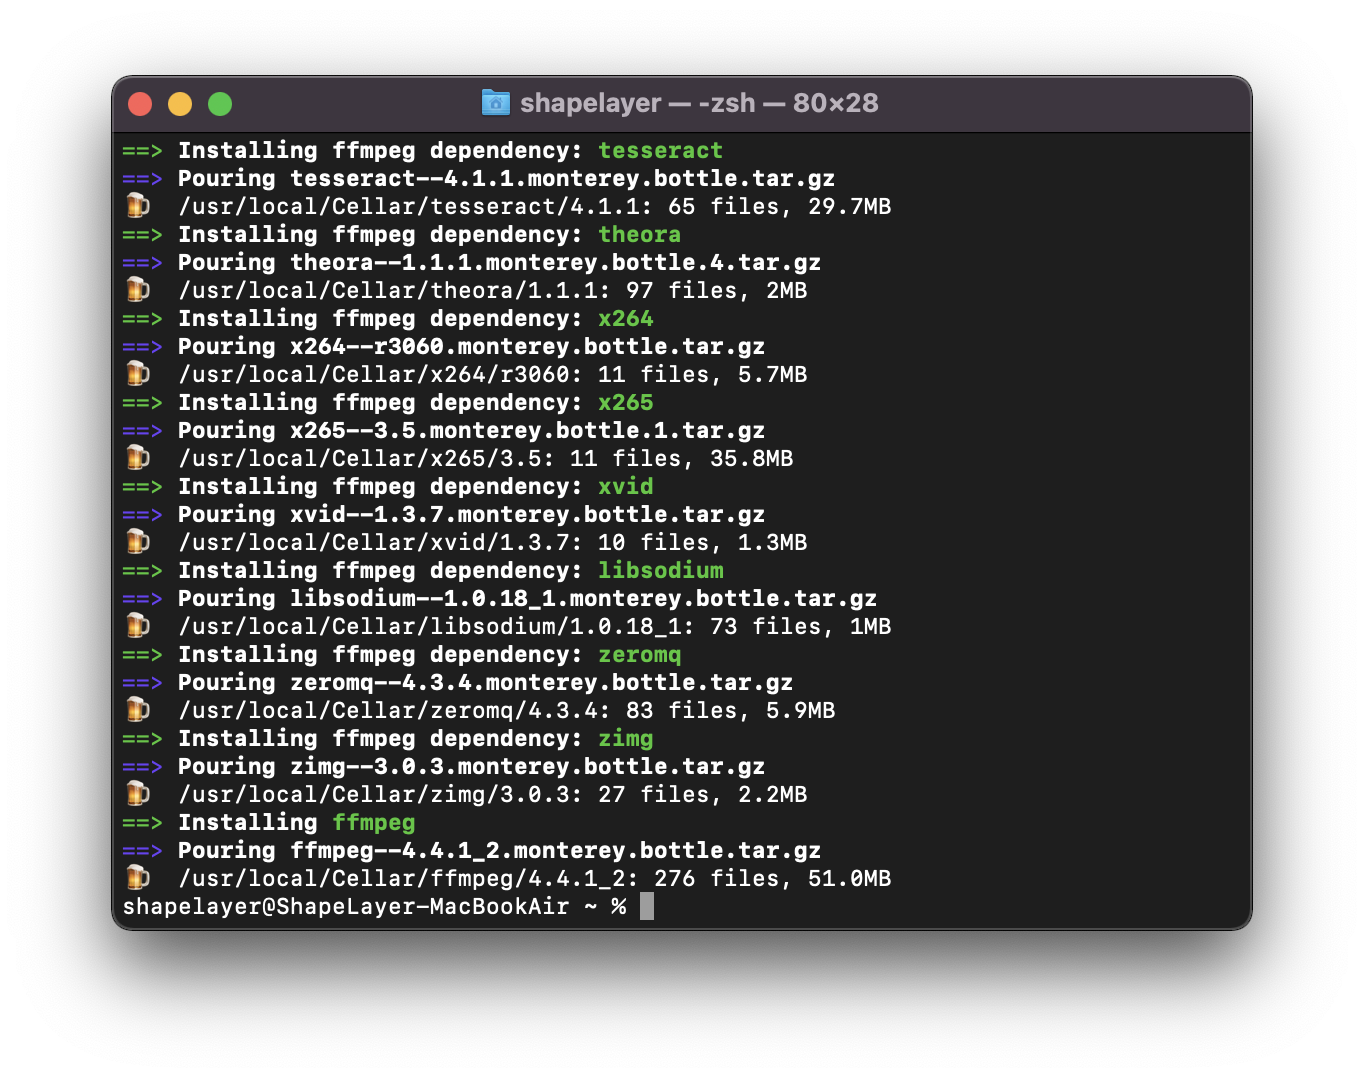 shapelayer — -zsh — 80×28
==> Installing ffmpeg dependency: tesseract
==> Pouring tesseract--4.1.1.monterey.bottle.tar.gz
🍺  /usr/local/Cellar/tesseract/4.1.1: 65 files, 29.7MB
==> Installing ffmpeg dependency: theora
==> Pouring theora--1.1.1.monterey.bottle.4.tar.gz
🍺  /usr/local/Cellar/theora/1.1.1: 97 files, 2MB
==> Installing ffmpeg dependency: x264
==> Pouring x264--r3060.monterey.bottle.tar.gz
🍺  /usr/local/Cellar/x264/r3060: 11 files, 5.7MB
==> Installing ffmpeg dependency: x265
==> Pouring x265--3.5.monterey.bottle.1.tar.gz
🍺  /usr/local/Cellar/x265/3.5: 11 files, 35.8MB
==> Installing ffmpeg dependency: xvid
==> Pouring xvid--1.3.7.monterey.bottle.tar.gz
🍺  /usr/local/Cellar/xvid/1.3.7: 10 files, 1.3MB
==> Installing ffmpeg dependency: libsodium
==> Pouring libsodium--1.0.18_1.monterey.bottle.tar.gz
🍺  /usr/local/Cellar/libsodium/1.0.18_1: 73 files, 1MB
==> Installing ffmpeg dependency: zeromq
==> Pouring zeromq--4.3.4.monterey.bottle.tar.gz
🍺  /usr/local/Cellar/zeromq/4.3.4: 83 files, 5.9MB
==> Installing ffmpeg dependency: zimg
==> Pouring zimg--3.0.3.monterey.bottle.tar.gz
🍺  /usr/local/Cellar/zimg/3.0.3: 27 files, 2.2MB
==> Installing ffmpeg
==> Pouring ffmpeg--4.4.1_2.monterey.bottle.tar.gz
🍺  /usr/local/Cellar/ffmpeg/4.4.1_2: 276 files, 51.0MB
shapelayer@ShapeLayer-MacBookAir ~ %